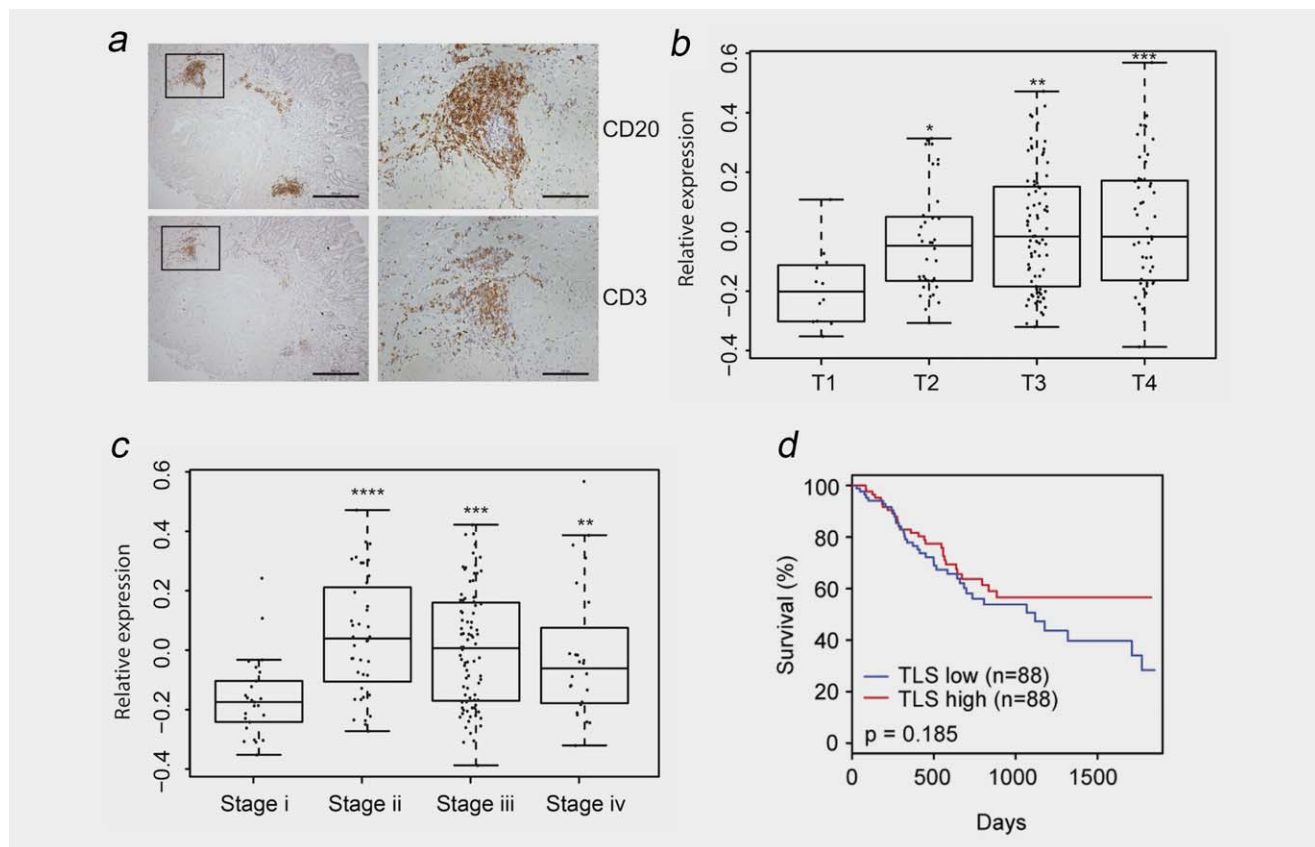 a
CD20
CD3
b
Relative expression
0.6
0.4
0.2
0.0
−0.2
−0.4
*
**
***
T1 T2 T3 T4
c
Relative expression
0.6
0.4
0.2
0.0
−0.2
−0.4
****
***
**
Stage i Stage ii Stage iii Stage iv
d
Survival (%)
100
80
60
40
20
0
TLS low (n=88)
TLS high (n=88)
p = 0.185
0 500 1000 1500
Days